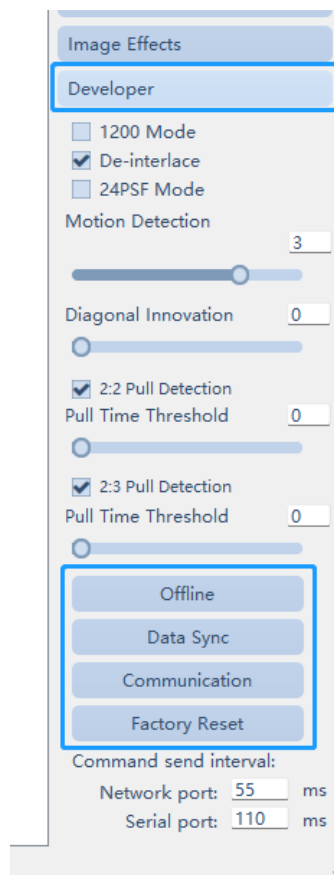 Image Effects
Developer
1200 Mode
De-interlace
24PSF Mode
Motion Detection
3
Diagonal Innovation 0
2:2 Pull Detection
Pull Time Threshold 0
2:3 Pull Detection
Pull Time Threshold 0
Offline
Data Sync
Communication
Factory Reset
Command send interval:
Network port: 55 ms
Serial port: 110 ms